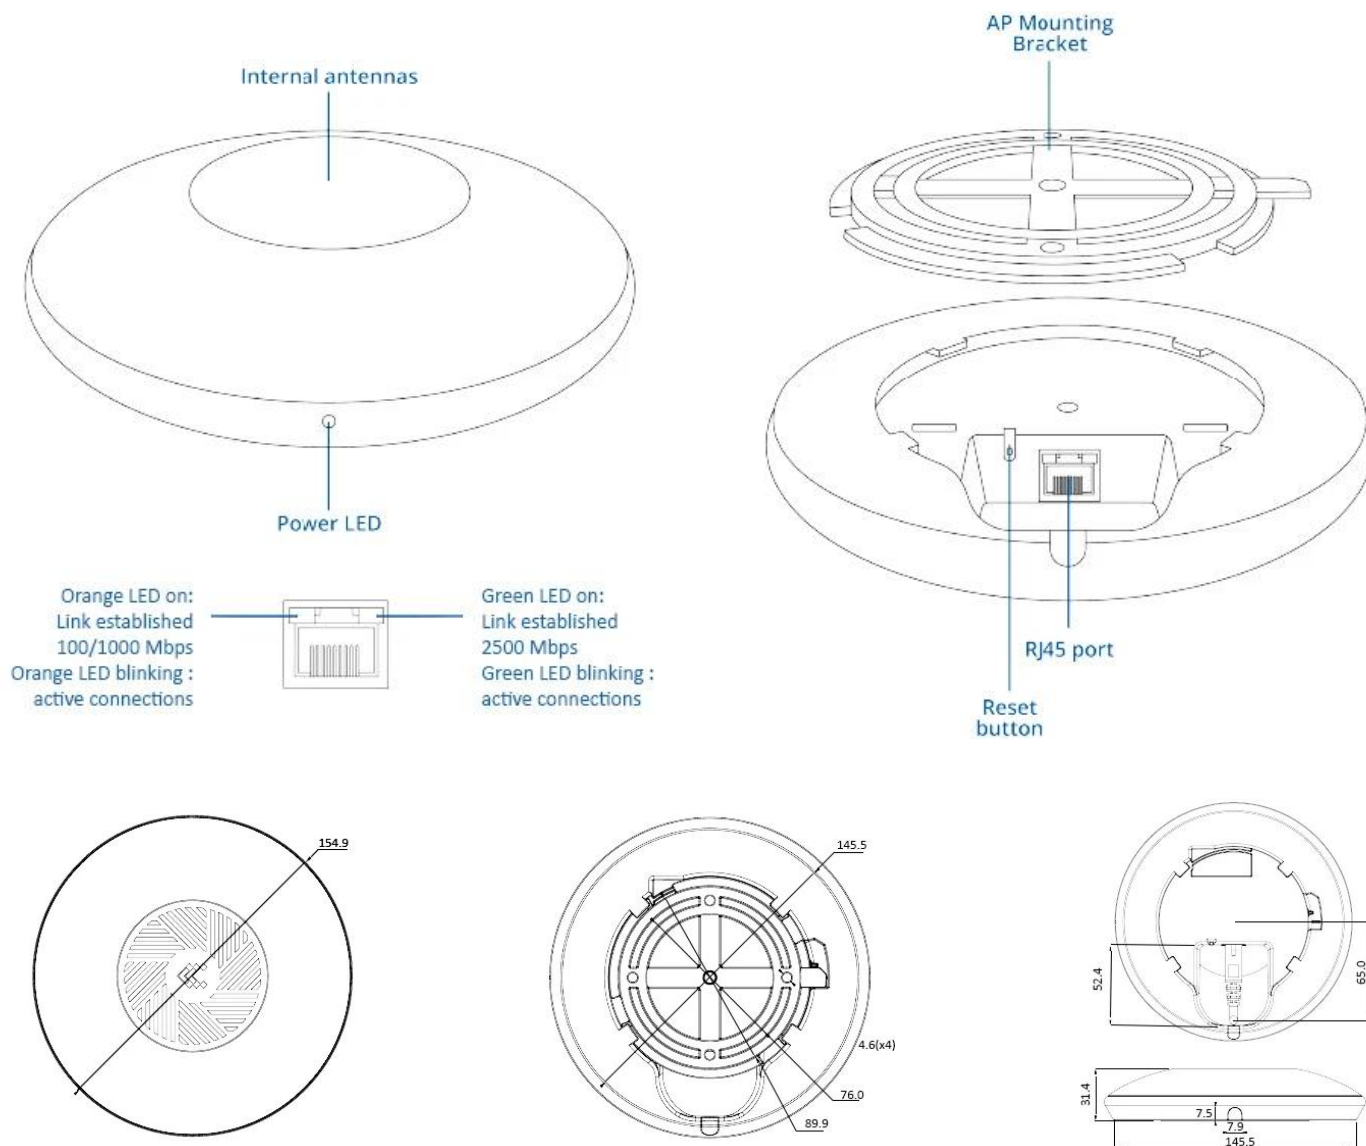 AP Mounting
Bracket
Internal antennas
Power LED
Orange LED on:
Link established
100/1000 Mbps
Orange LED blinking :
active connections
Green LED on:
Link established
2500 Mbps
Green LED blinking :
active connections
RJ45 port
Reset
button
154.9
145.5
4.6(x4)
76.0
89.9
52.4
65.0
31.4
7.5
7.9
145.5